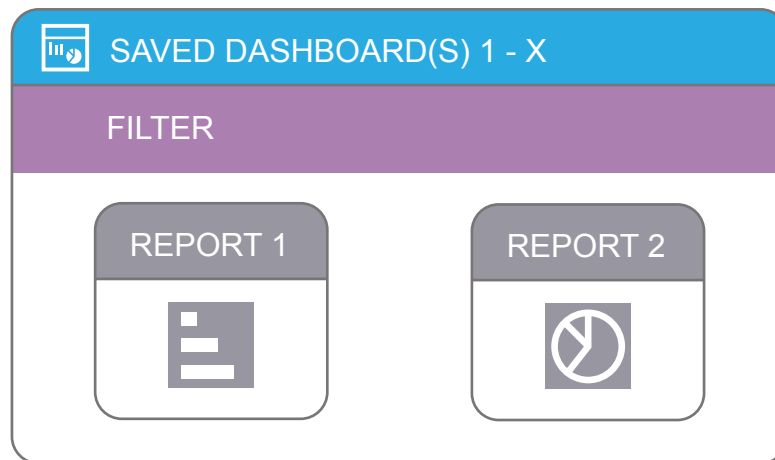 SAVED DASHBOARD(S) 1 - X
FILTER
REPORT 1
REPORT 2